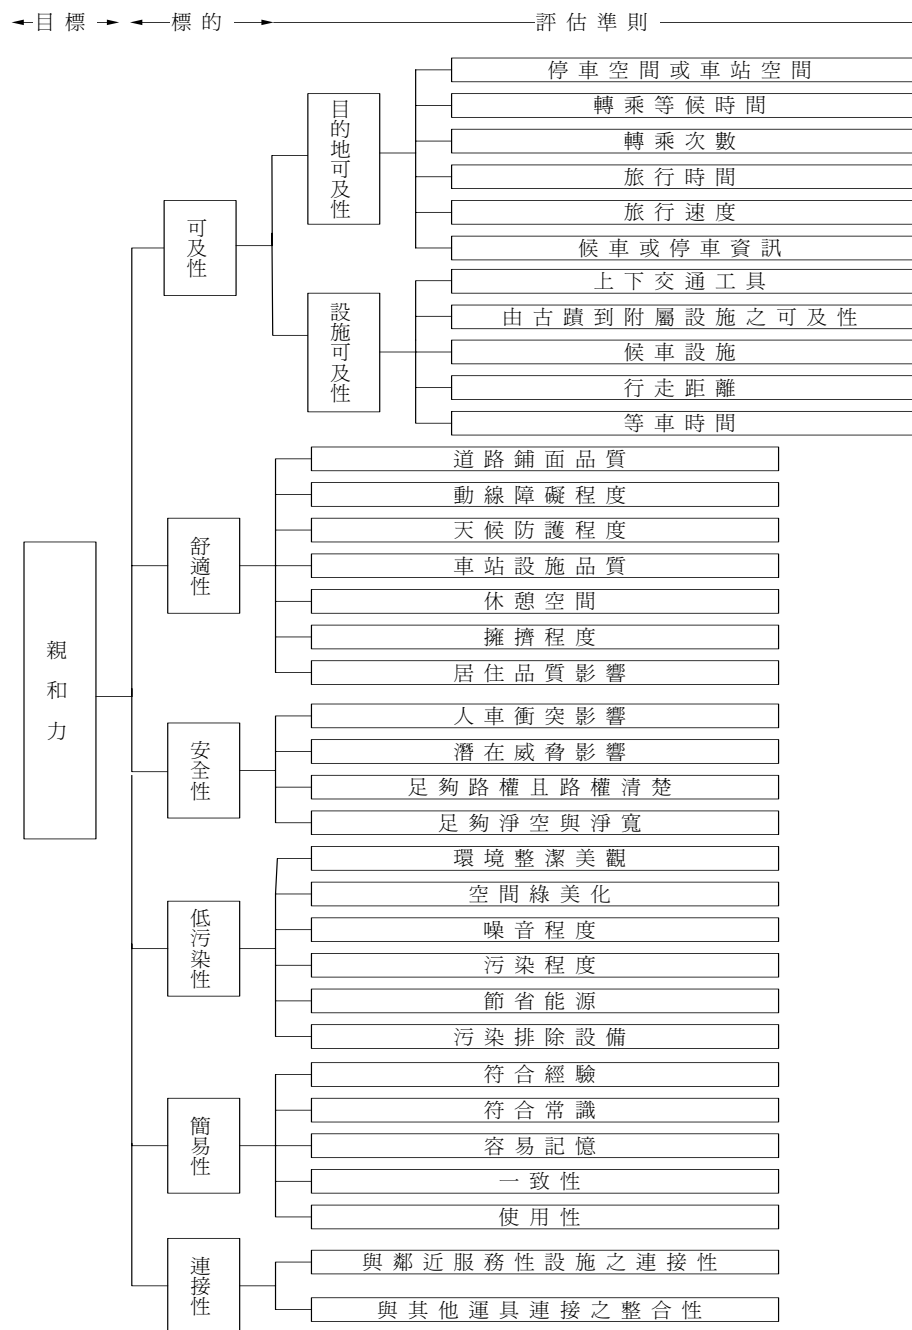 目標 標的 評估準則
親和力
可及性
目的地可及性
停車空間或車站空間
轉乘等候時間
轉乘次數
旅行時間
旅行速度
候車或停車資訊
設施可及性
上下交通工具
由古蹟到附屬設施之可及性
候車設施
行走距離
等車時間
舒適性
道路鋪面品質
動線障礙程度
天候防護程度
車站設施品質
休憩空間
擁擠程度
居住品質影響
安全性
人車衝突影響
潛在威脅影響
足夠路權且路權清楚
足夠淨空與淨寬
低污染性
環境整潔美觀
空間綠美化
噪音程度
污染程度
節省能源
污染排除設備
簡易性
符合經驗
符合常識
容易記憶
一致性
使用性
連接性
與鄰近服務性設施之連接性
與其他運具連接之整合性